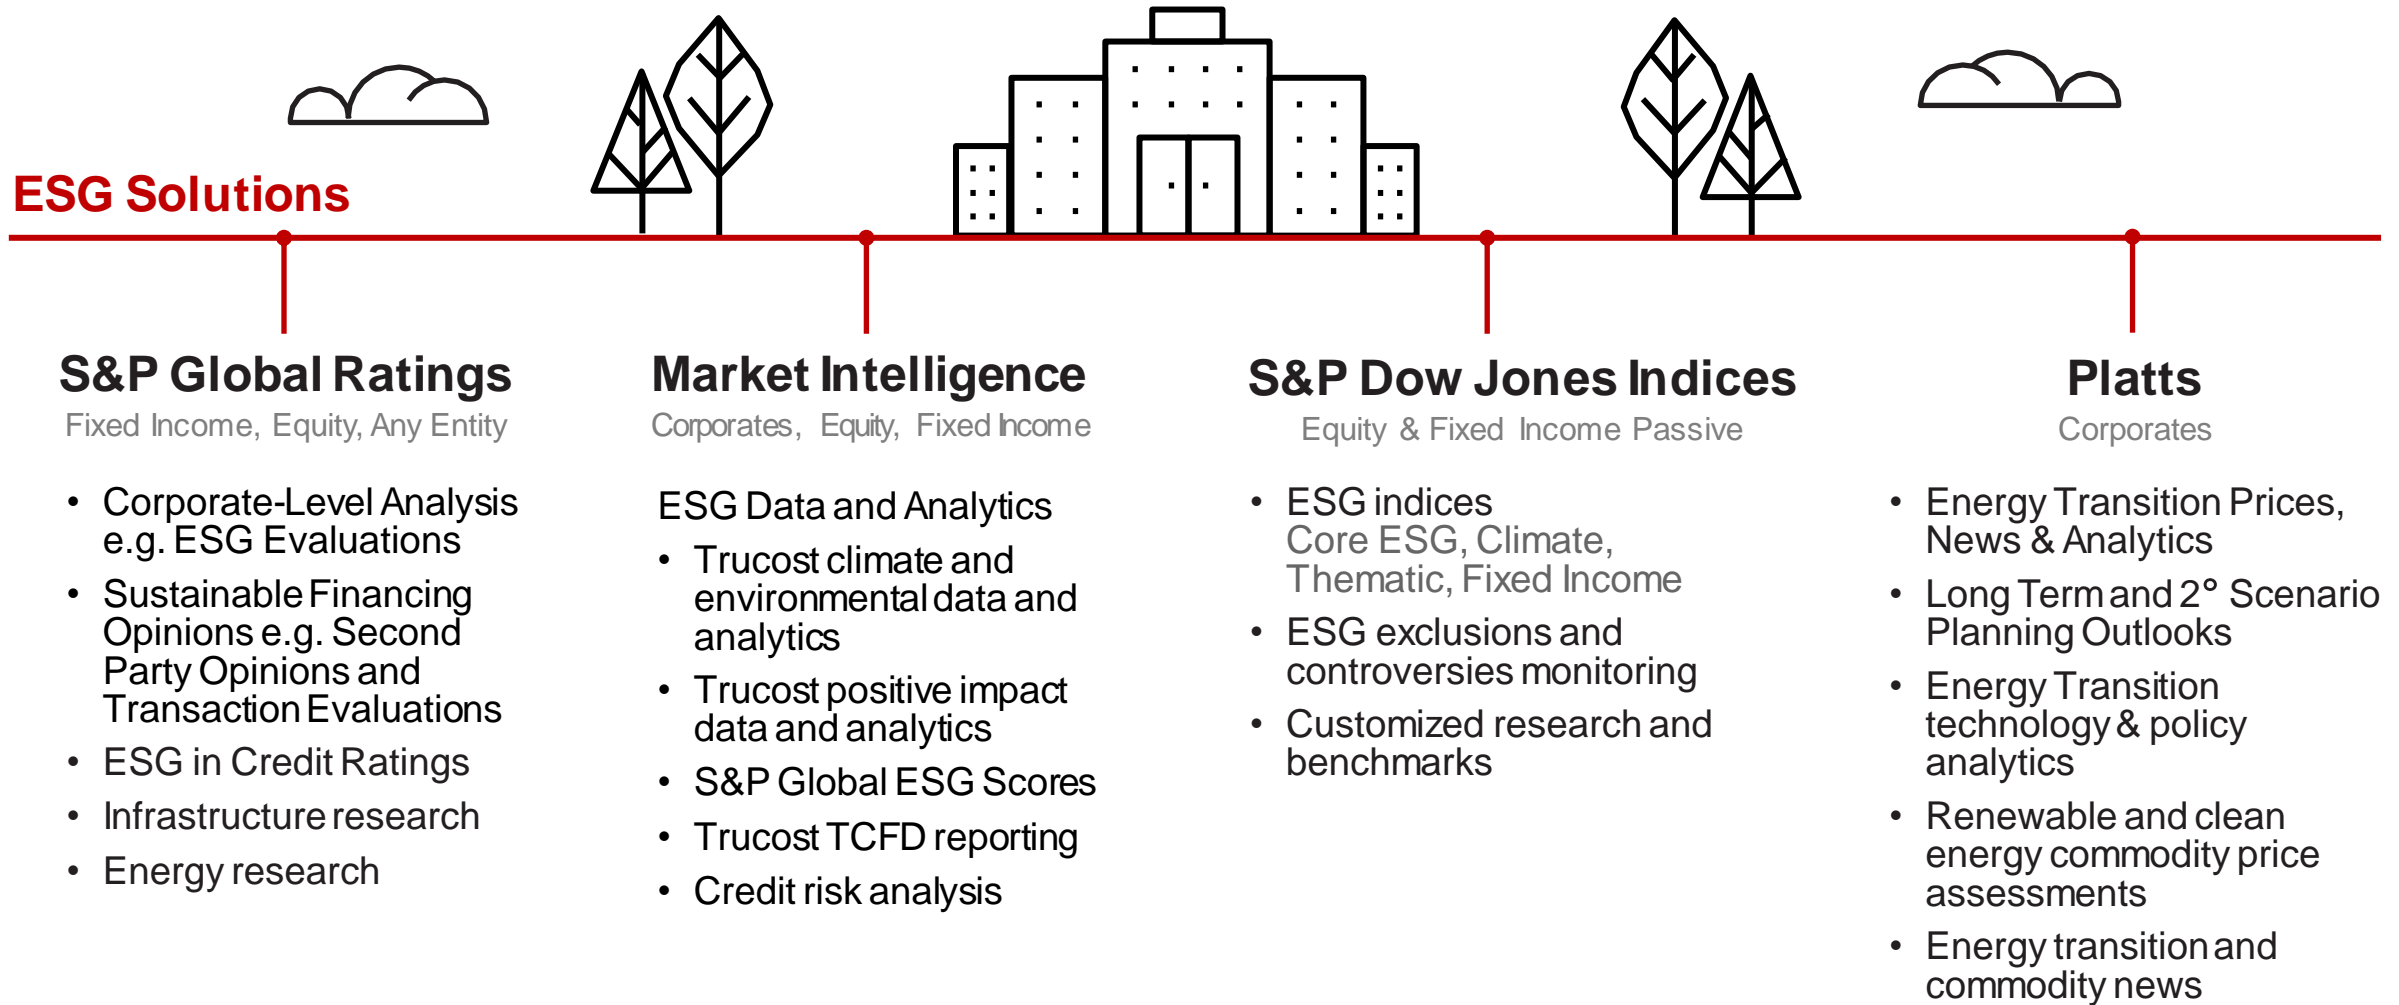 ESG Solutions
S&P Global Ratings
Fixed Income, Equity, Any Entity
• Corporate-Level Analysis
e.g. ESG Evaluations
• Sustainable Financing
Opinions e.g. Second
Party Opinions and
Transaction Evaluations
• ESG in Credit Ratings
• Infrastructure research
• Energy research
Market Intelligence
Corporates, Equity, Fixed Income
ESG Data and Analytics
• Trucost climate and
environmental data and
analytics
• Trucost positive impact
data and analytics
• S&P Global ESG Scores
• Trucost TCFD reporting
• Credit risk analysis
S&P Dow Jones Indices
Equity & Fixed Income Passive
• ESG indices
Core ESG, Climate,
Thematic, Fixed Income
• ESG exclusions and
controversies monitoring
• Customized research and
benchmarks
Platts
Corporates
• Energy Transition Prices,
News & Analytics
• Long Term and 2° Scenario
Planning Outlooks
• Energy Transition
technology & policy
analytics
• Renewable and clean
energy commodity price
assessments
• Energy transition and
commodity news